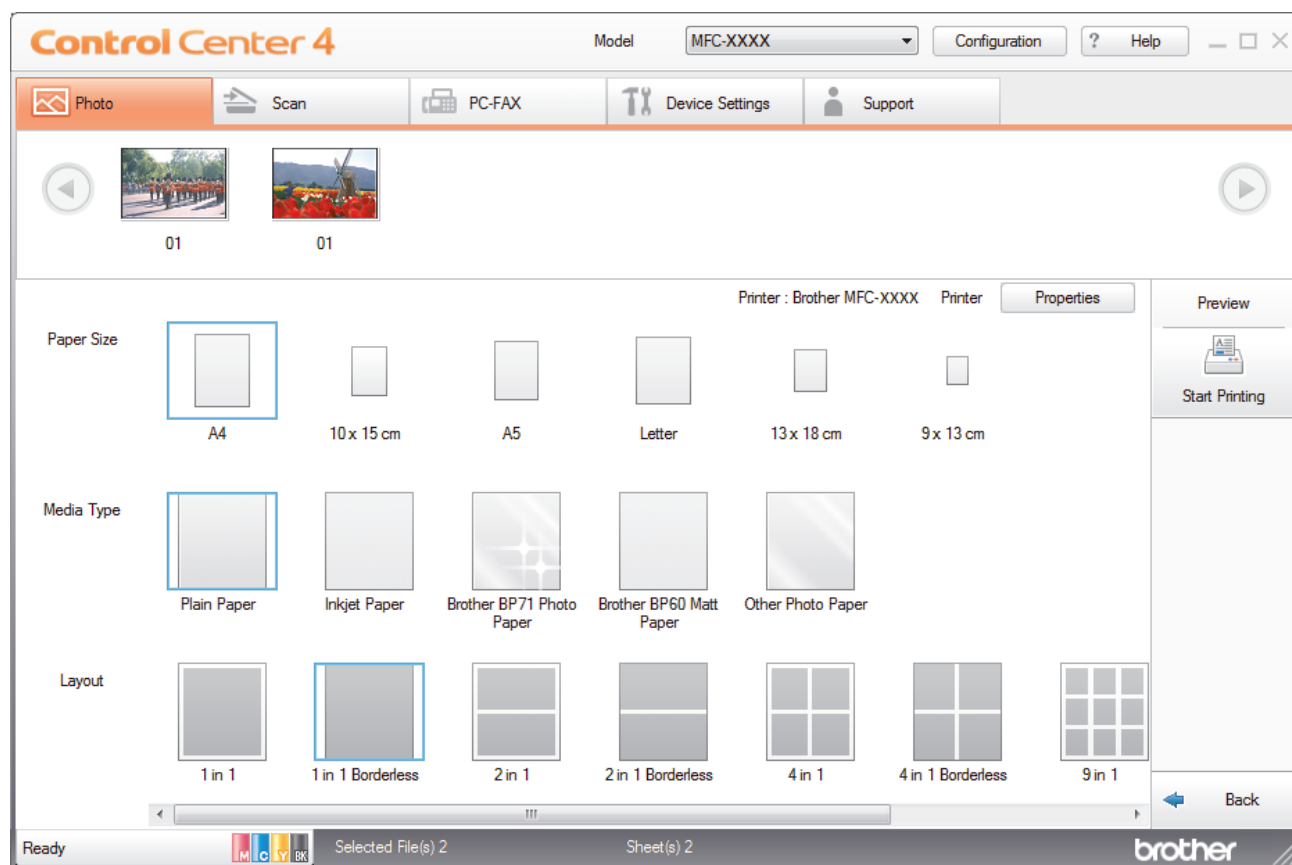 Control Center 4
Model MFC-XXXX Configuration ? Help
Photo Scan PC-FAX Device Settings Support
01 01
Printer : Brother MFC-XXXX Printer Properties
Preview
Start Printing
Paper Size
A4 10 x 15 cm A5 Letter 13 x 18 cm 9 x 13 cm
Media Type
Plain Paper Inkjet Paper Brother BP71 Photo Paper Brother BP60 Matt Paper Other Photo Paper
Layout
1 in 1 1 in 1 Borderless 2 in 1 2 in 1 Borderless 4 in 1 4 in 1 Borderless 9 in 1
Back
Ready M C Y BK Selected File(s) 2 Sheet(s) 2 brother